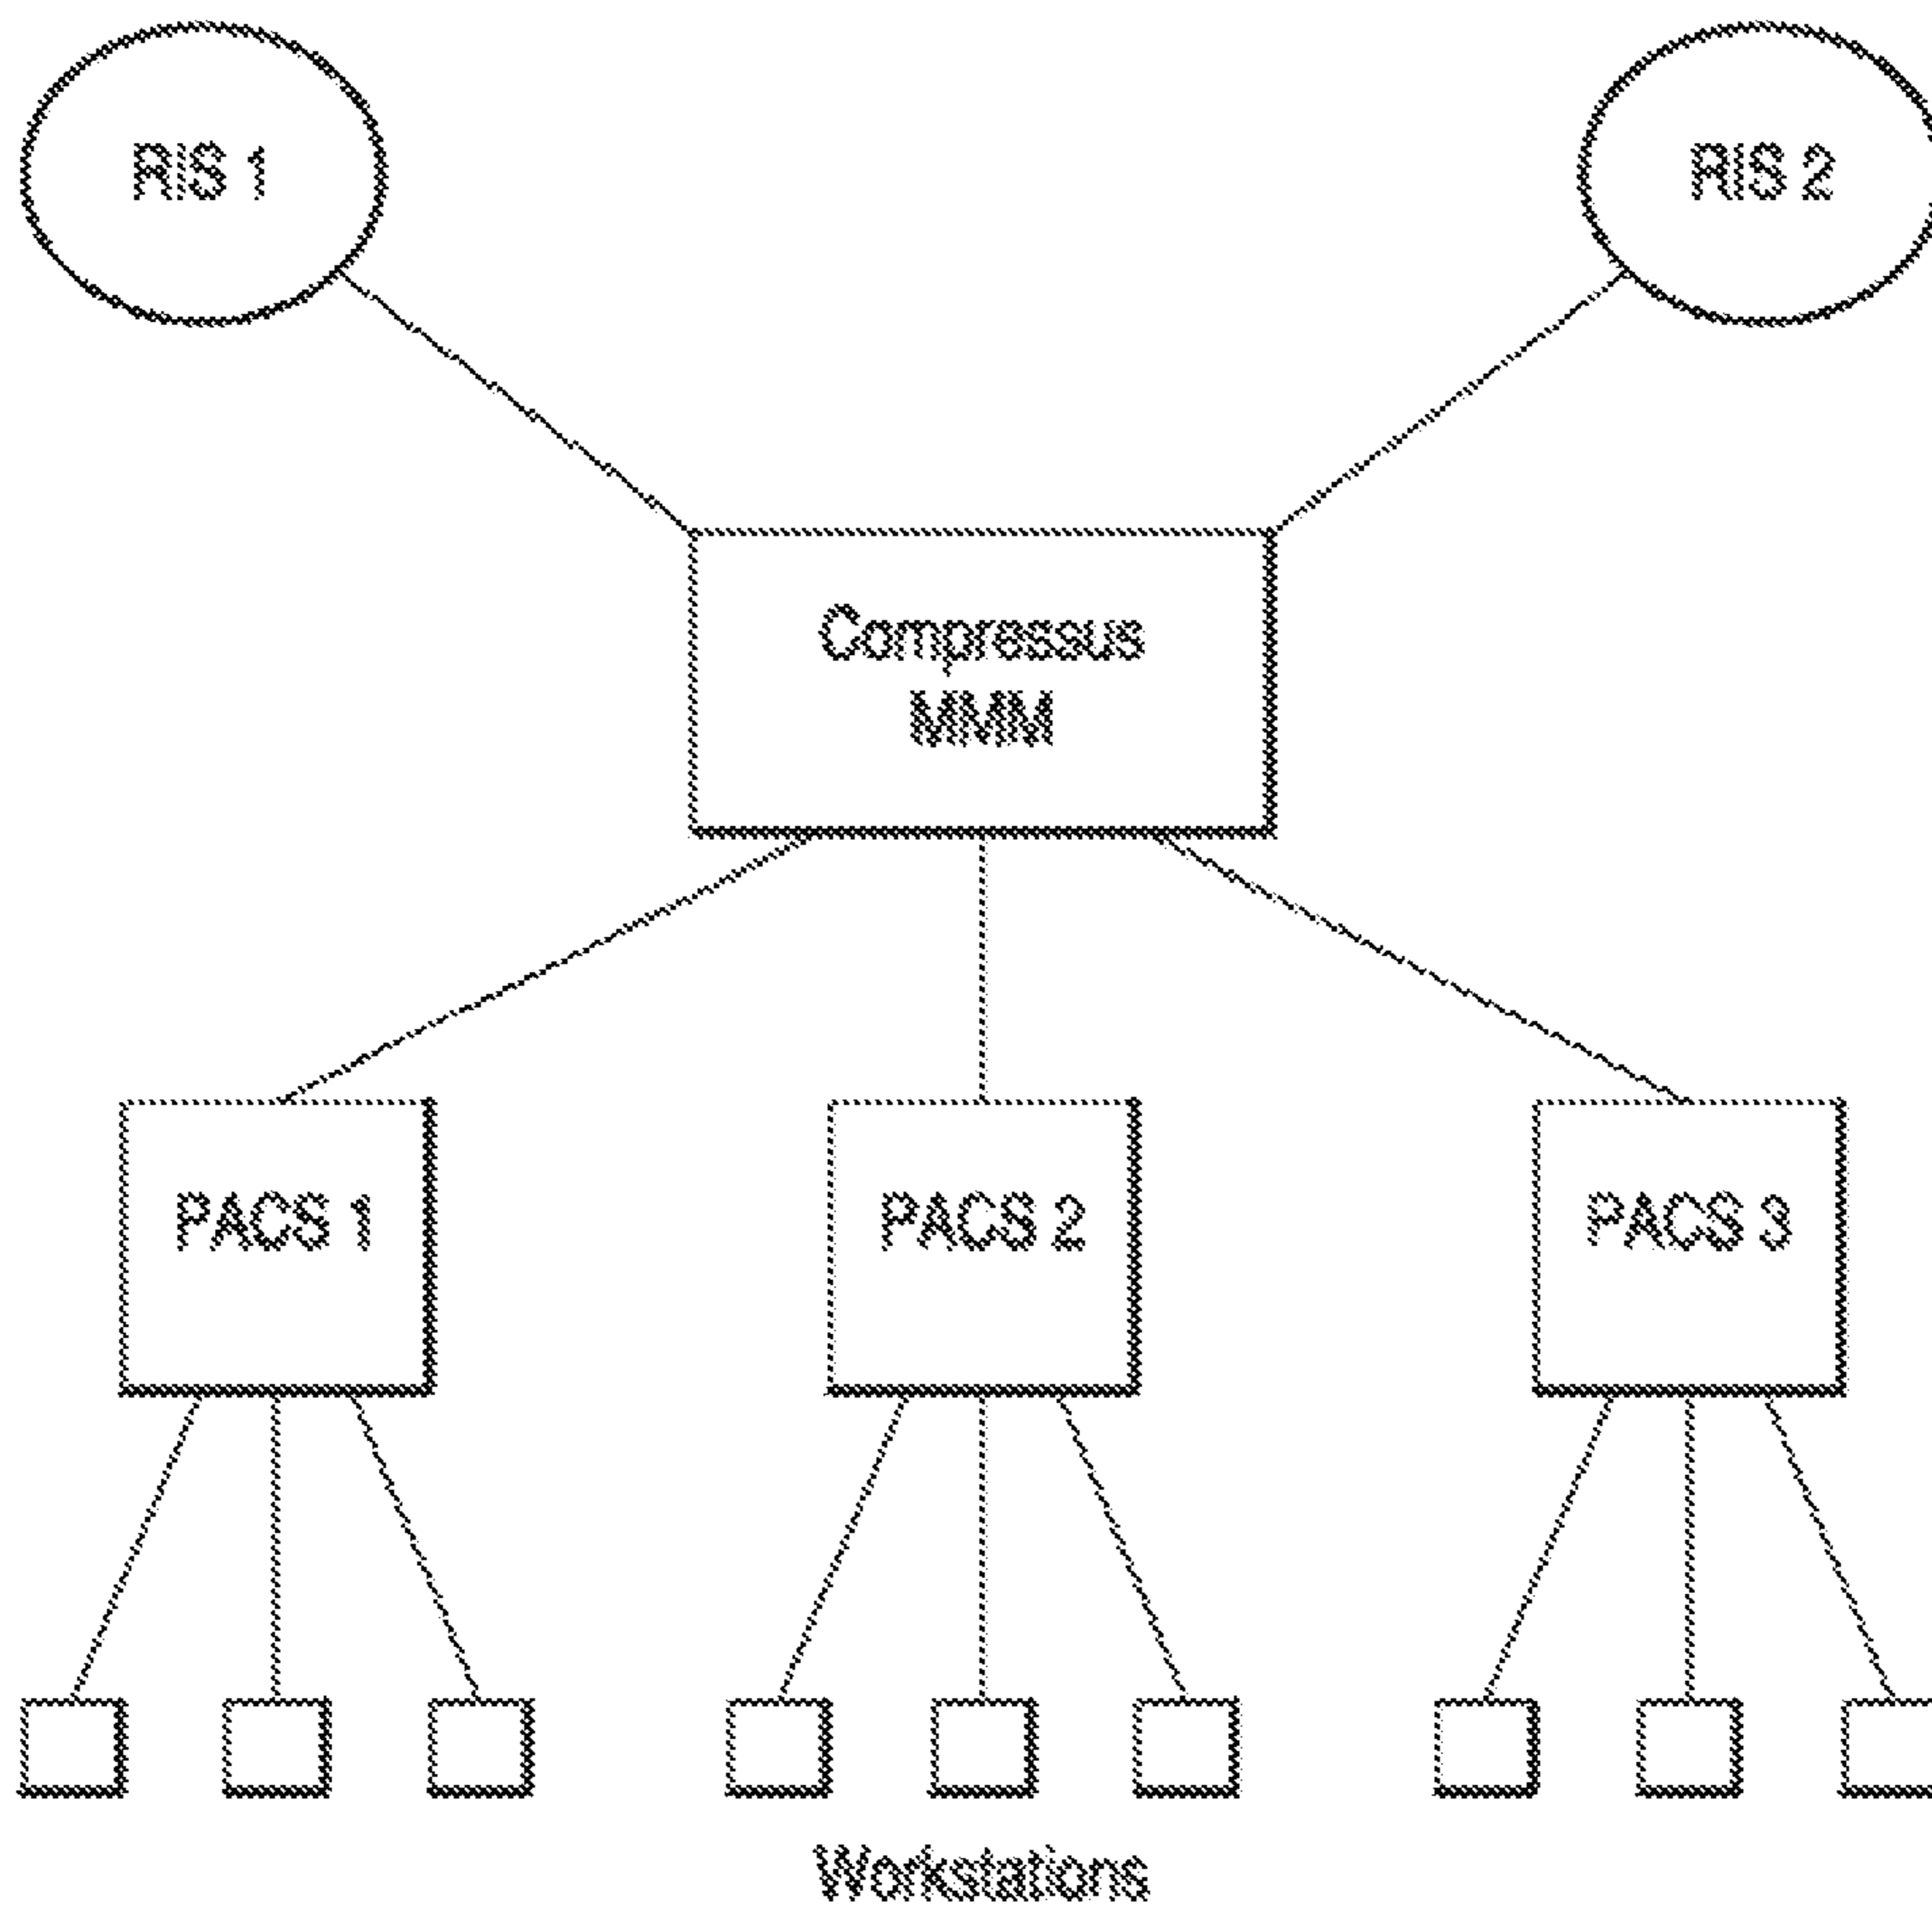 RIS 1
RIS 2
Compressus
MMM
PACS 1
PACS 2
PACS 3
Workstations